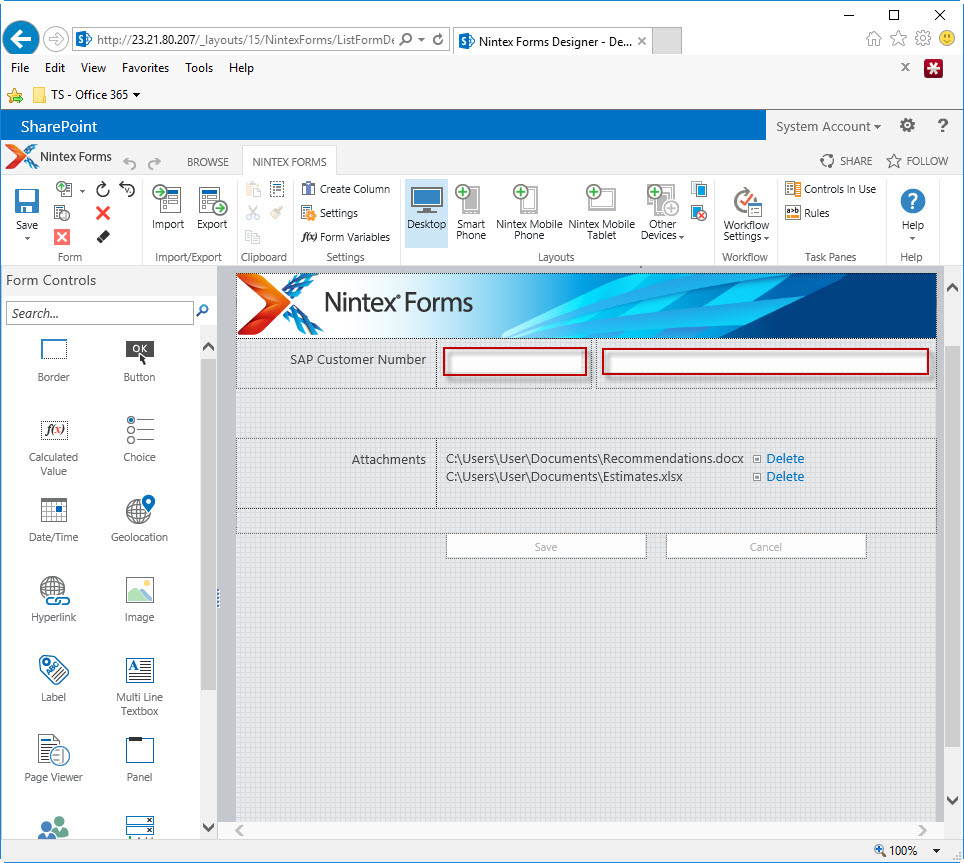 http://23.21.80.207/_layouts/15/NintexForms/ListFormDe
Nintex Forms Designer - De...
File Edit View Favorites Tools Help
TS - Office 365
SharePoint
System Account
?
Nintex Forms
BROWSE
NINTEX FORMS
SHARE
FOLLOW
Save
Import
Export
Create Column
Settings
f(x) Form Variables
Desktop
Smart Phone
Nintex Mobile Phone
Nintex Mobile Tablet
Other Devices
Workflow Settings
Controls In Use
Rules
Help
Form
Import/Export
Clipboard
Settings
Layouts
Workflow
Task Panes
Help
Form Controls
Search...
Border
OK
Button
f(x)
Calculated Value
Choice
Date/Time
Geolocation
Hyperlink
Image
ABC
Label
A
Multi Line Textbox
Page Viewer
Panel
Nintex® Forms
SAP Customer Number
Attachments
C:\Users\User\Documents\Recommendations.docx Delete
C:\Users\User\Documents\Estimates.xlsx Delete
Save
Cancel
100%